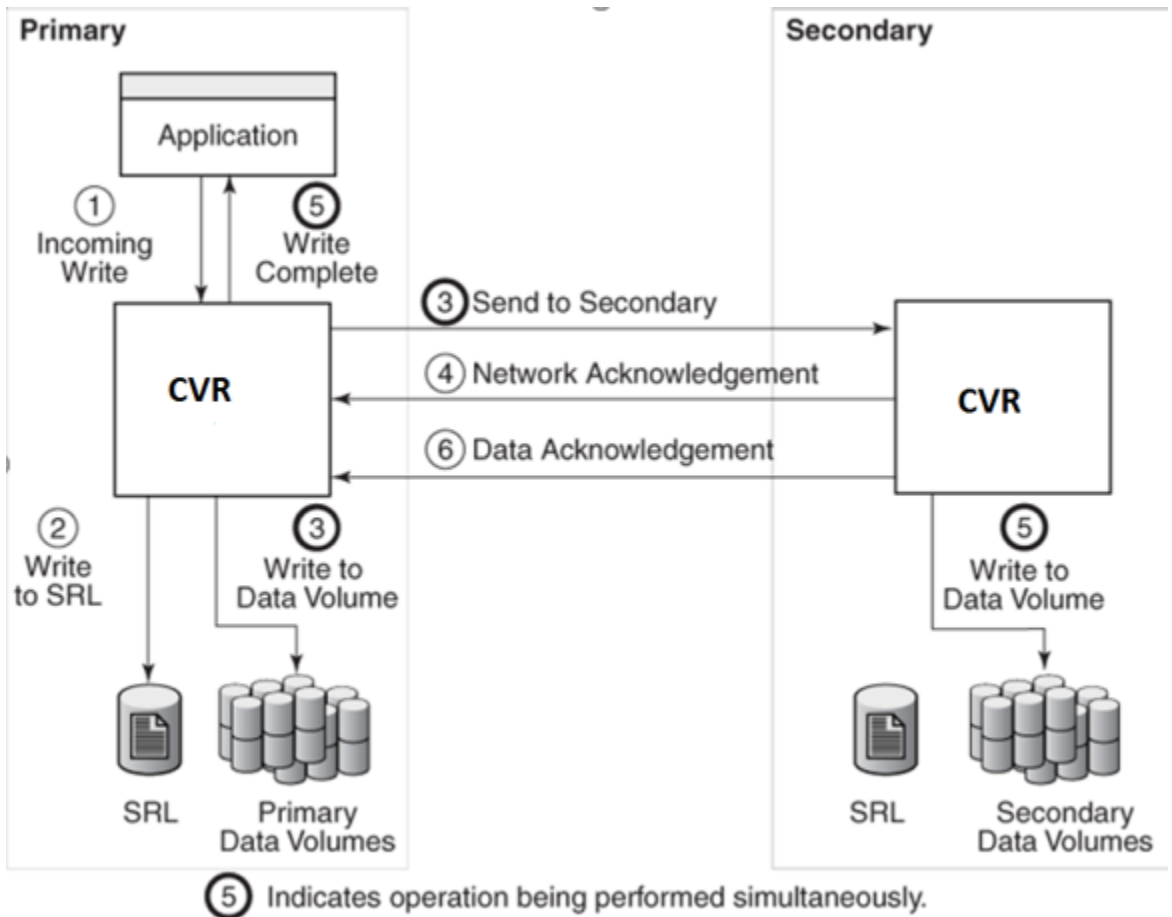 Primary
Secondary
Application
1
Incoming
Write
5
Write
Complete
3 Send to Secondary
4 Network Acknowledgement
6 Data Acknowledgement
CVR
CVR
2
Write
to SRL
3
Write to
Data Volume
5
Write to
Data Volume
SRL
Primary
Data Volumes
SRL
Secondary
Data Volumes
5 Indicates operation being performed simultaneously.